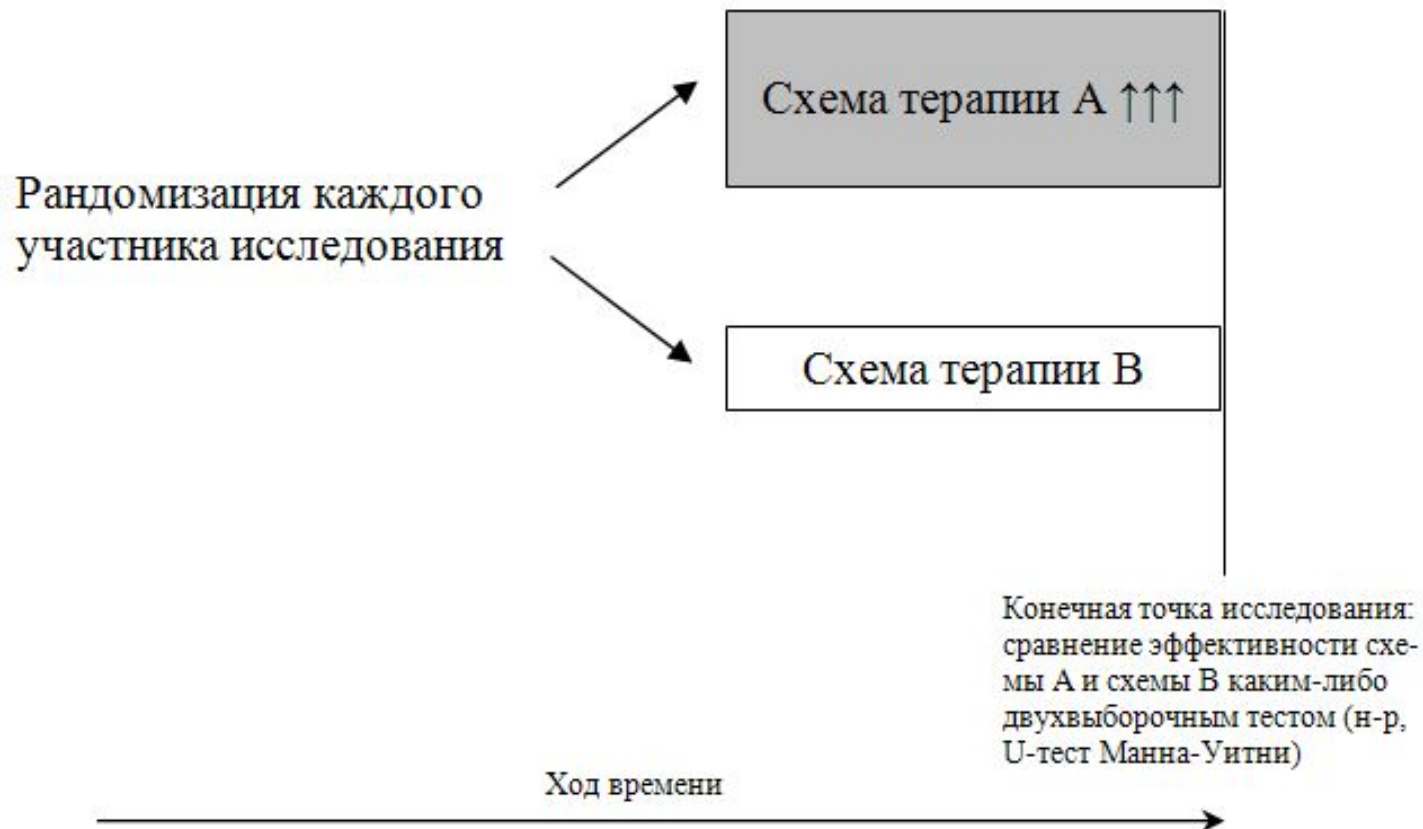 Схема терапии А ↑↑↑
Рандомизация каждого
участника исследования
Схема терапии В
Конечная точка исследования:
сравнение эффективности схе-
мы А и схемы В каким-либо
двухвыборочным тестом (н-р,
U-тест Манна-Уитни)
Ход времени